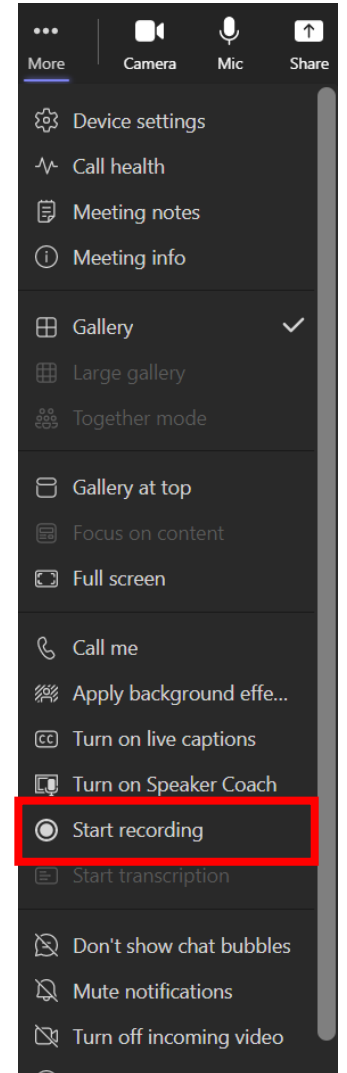 More Camera Mic Share
Device settings
Call health
Meeting notes
Meeting info
Gallery
Large gallery
Together mode
Gallery at top
Focus on content
Full screen
Call me
Apply background effe...
CC Turn on live captions
Turn on Speaker Coach
Start recording
Start transcription
Don't show chat bubbles
Mute notifications
Turn off incoming video